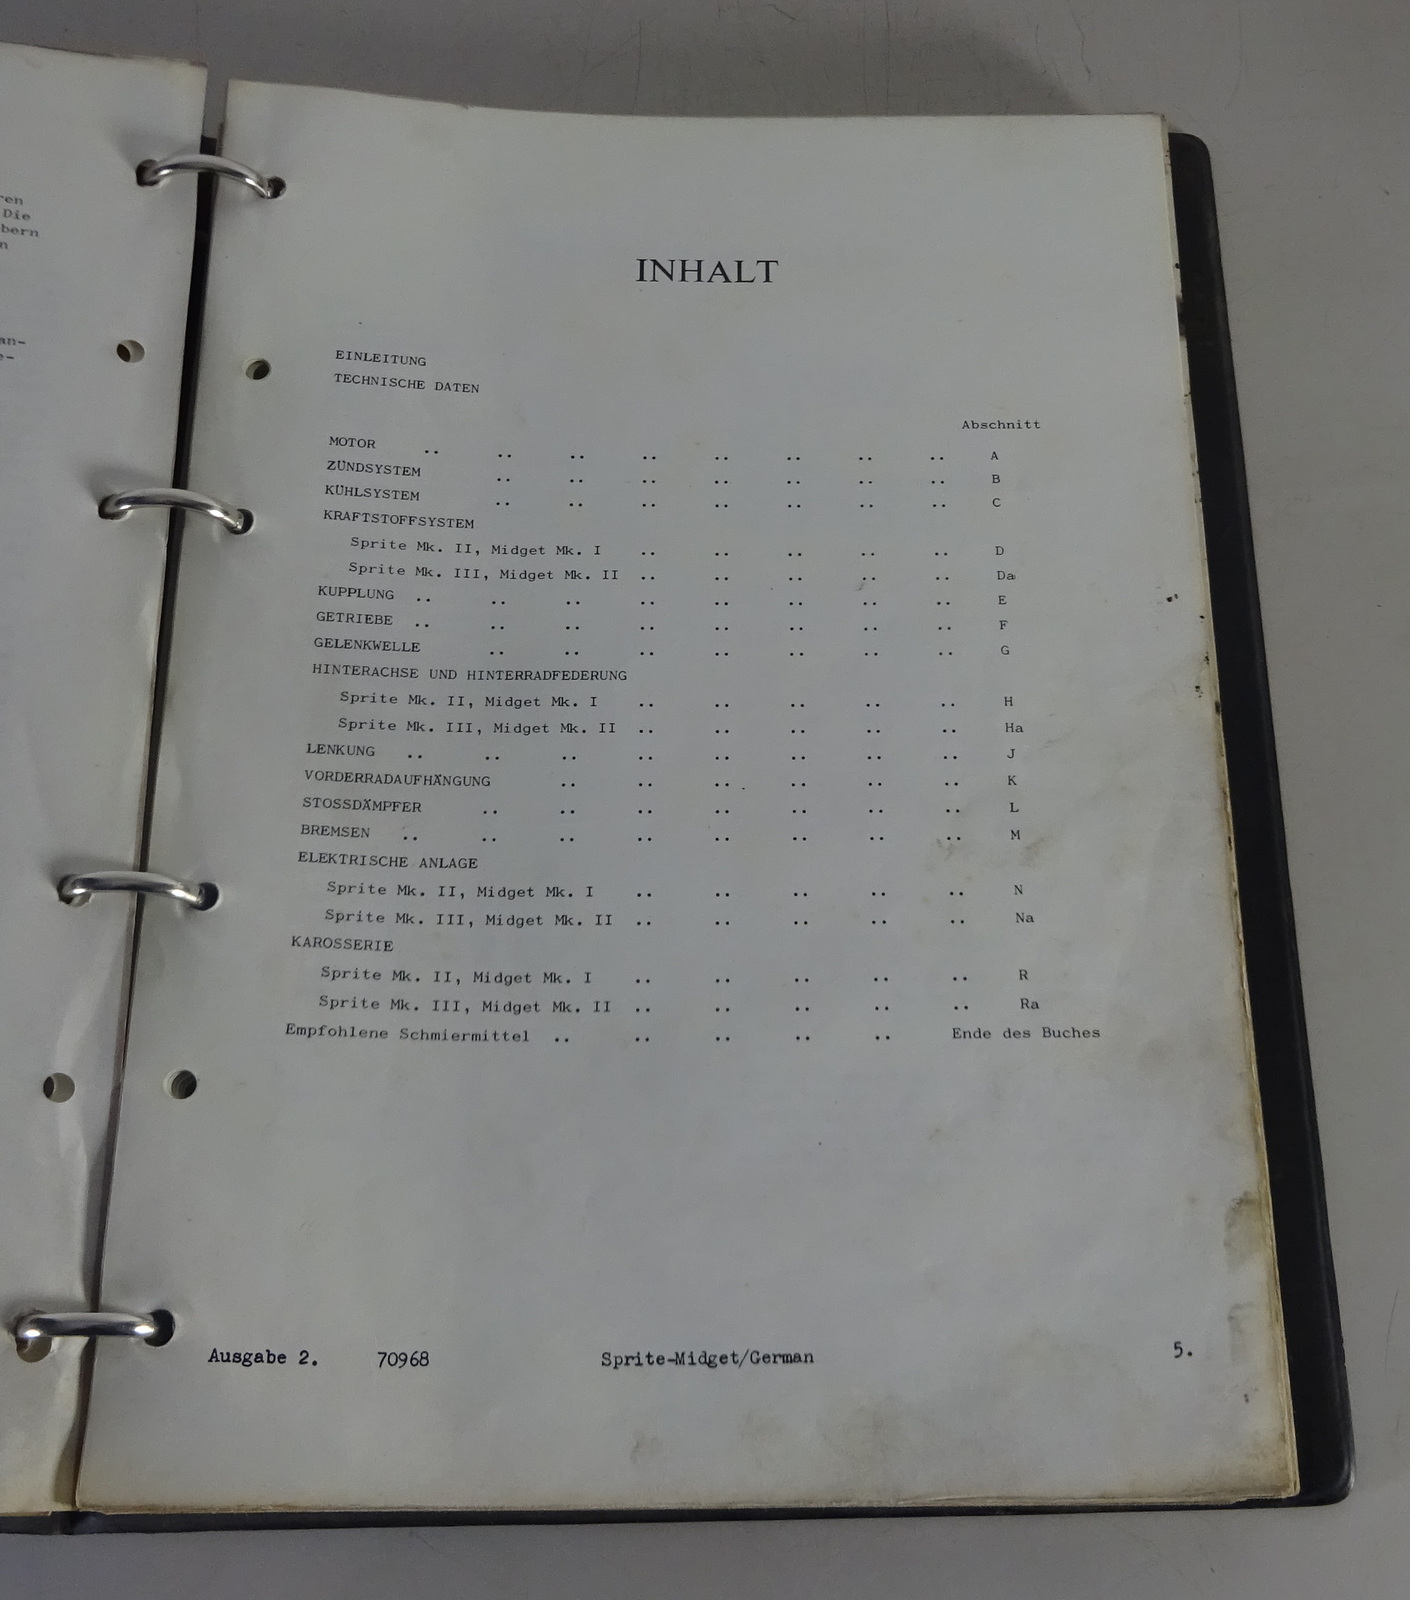 ren
Die
bern
n
an-
e-
INHALT
EINLEITUNG
TECHNISCHE DATEN
Abschnitt
MOTOR .. .. .. .. .. .. .. .. A
ZÜNDSYSTEM .. .. .. .. .. .. .. B
KÜHLSYSTEM .. .. .. .. .. .. .. C
KRAFTSTOFFSYSTEM
Sprite Mk. II, Midget Mk. I .. .. .. .. .. D
Sprite Mk. III, Midget Mk. II .. .. .. .. .. Da
KUPPLUNG .. .. .. .. .. .. .. .. E
GETRIEBE .. .. .. .. .. .. .. .. F
GELENKWELLE .. .. .. .. .. .. .. G
HINTERACHSE UND HINTERRADFEDERUNG
Sprite Mk. II, Midget Mk. I .. .. .. .. .. H
Sprite Mk. III, Midget Mk. II .. .. .. .. .. Ha
LENKUNG .. .. .. .. .. .. .. .. J
VORDERRADAUFHÄNGUNG .. .. .. .. .. .. K
STOSSDÄMPFER .. .. .. .. .. .. .. L
BREMSEN .. .. .. .. .. .. .. .. M
ELEKTRISCHE ANLAGE
Sprite Mk. II, Midget Mk. I .. .. .. .. .. N
Sprite Mk. III, Midget Mk. II .. .. .. .. .. Na
KAROSSERIE
Sprite Mk. II, Midget Mk. I .. .. .. .. .. R
Sprite Mk. III, Midget Mk. II .. .. .. .. .. Ra
Empfohlene Schmiermittel .. .. .. .. .. Ende des Buches
Ausgabe 2. 70968 Sprite-Midget/German 5.